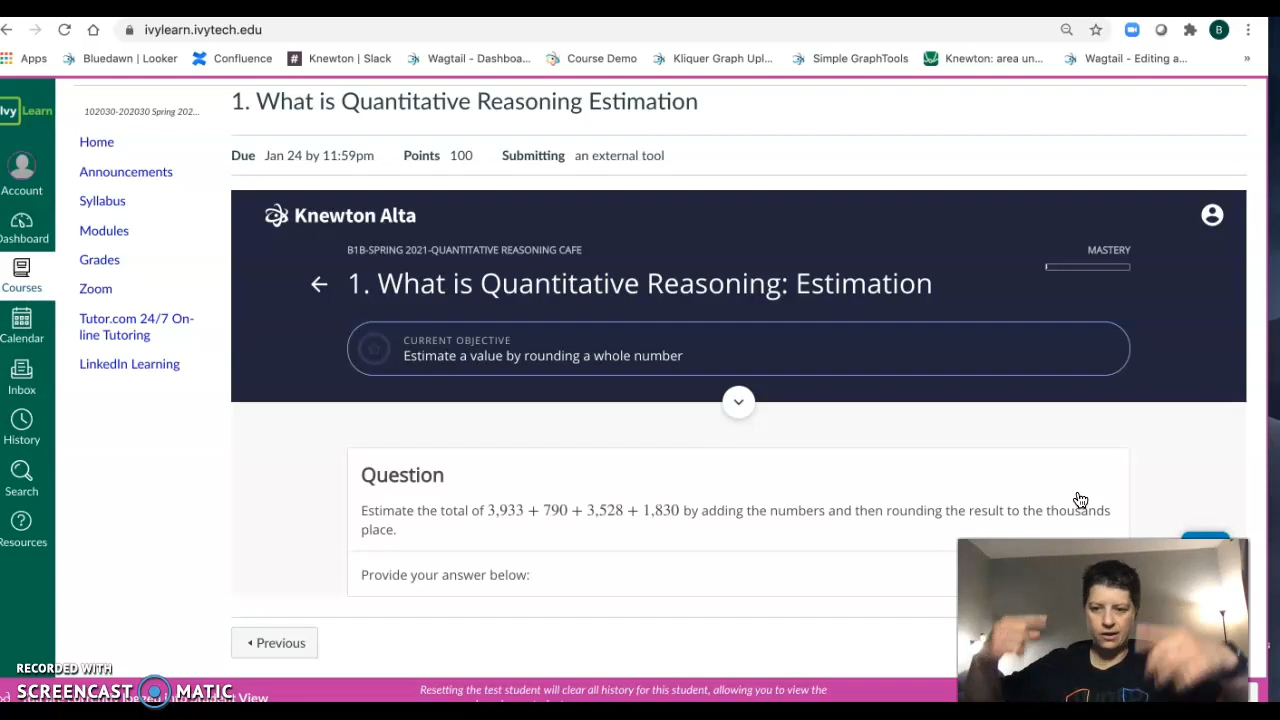 ivylearn.ivytech.edu
B
Apps Bluedawn | Looker Confluence # Knewton | Slack Wagtail - Dashboa... Course Demo Kliquer Graph Upl... Simple GraphTools Knewton: area un... Wagtail - Editing a... »
Ivy Learn
Account
Dashboard
Courses
Calendar
Inbox
History
Search
Resources
102030-202030 Spring 202...
Home
Announcements
Syllabus
Modules
Grades
Zoom
Tutor.com 24/7 On-
line Tutoring
LinkedIn Learning
1. What is Quantitative Reasoning Estimation
Due Jan 24 by 11:59pm Points 100 Submitting an external tool
Knewton Alta
B1B-SPRING 2021-QUANTITATIVE REASONING CAFE MASTERY
1. What is Quantitative Reasoning: Estimation
CURRENT OBJECTIVE
Estimate a value by rounding a whole number
Question
Estimate the total of 3,933 + 790 + 3,528 + 1,830 by adding the numbers and then rounding the result to the thousands
place.
Provide your answer below:
Previous
RECORDED WITH
SCREENCAST MATIC
View
Resetting the test student will clear all history for this student, allowing you to view the